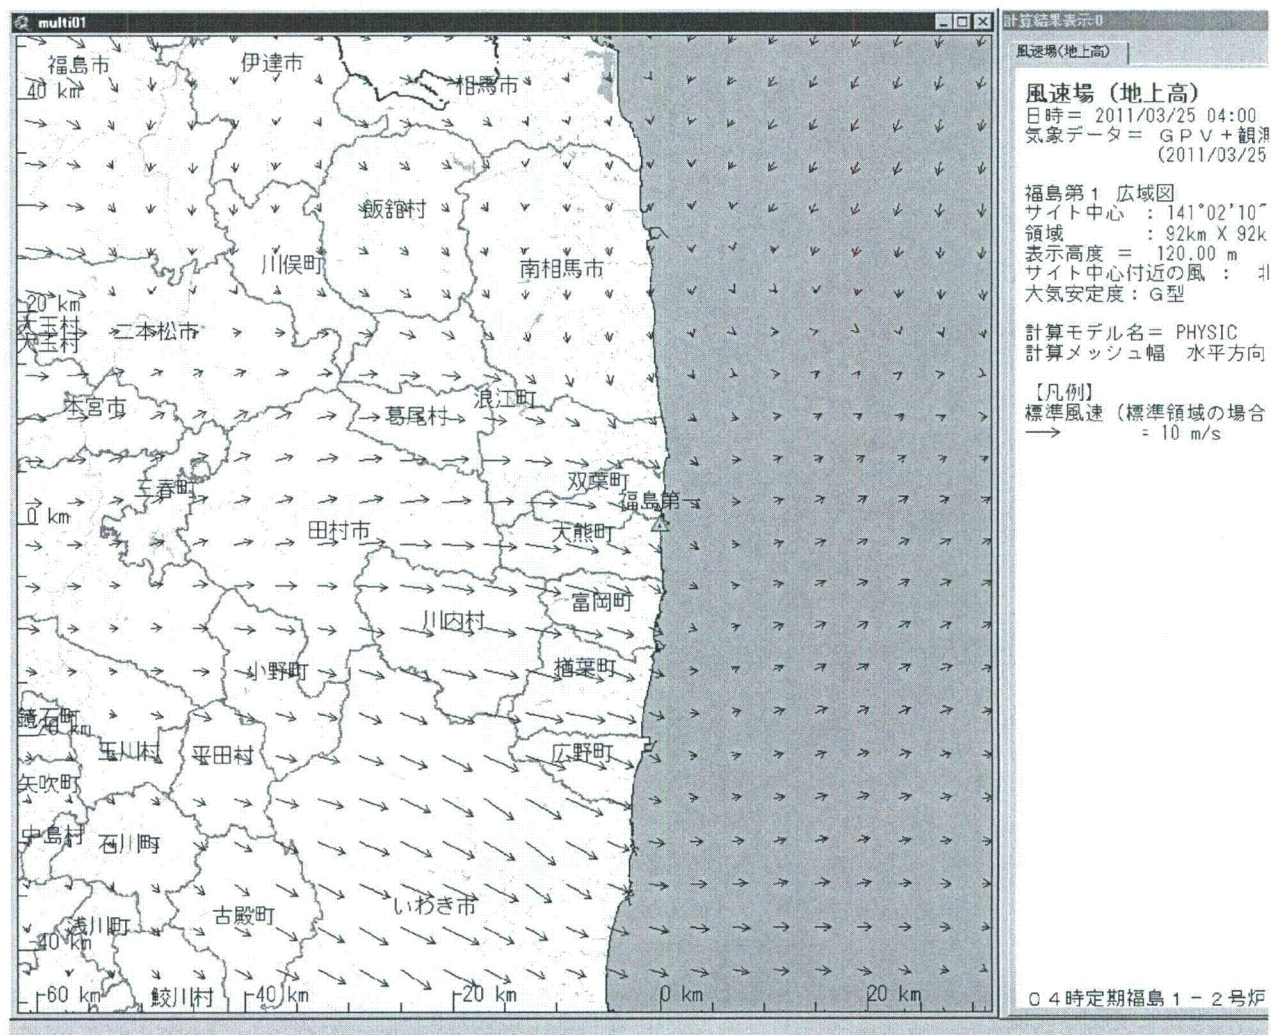 multi01
福島市
伊達市
相馬市
40 km
飯舘村
川俣町
南相馬市
20 km
大玉村
二本松市
大玉村
本宮市
浪江町
葛尾村
三春町
双葉町
福島第一
0 km
田村市
大熊町
富岡町
川内村
小野町
楢葉町
鏡石町
-20 km
玉川村
平田村
広野町
矢吹町
中島村
石川町
いわき市
古殿町
浅川町
-40 km
鮫川村
-60 km
-40 km
-20 km
0 km
20 km
計算結果表示:0
風速場(地上高)
風速場（地上高）
日時＝ 2011/03/25 04:00
気象データ＝ ＧＰＶ＋観測
(2011/03/25
福島第１ 広域図
サイト中心 : 141°02'10"
領域 : 92km X 92k
表示高度 ＝ 120.00 m
サイト中心付近の風 : 北
大気安定度：Ｇ型
計算モデル名＝ PHYSIC
計算メッシュ幅 水平方向
【凡例】
標準風速（標準領域の場合
＝10 m/s
０４時定期福島１－２号炉